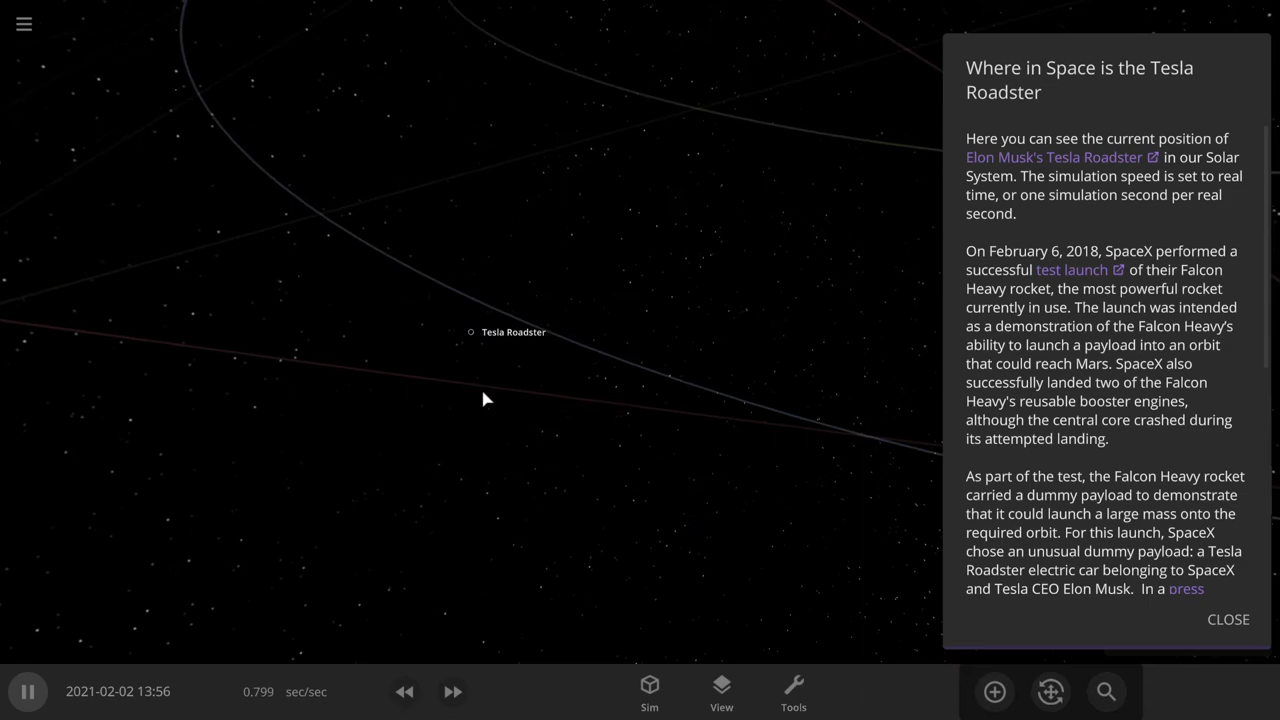 Where in Space is the Tesla
Roadster
Here you can see the current position of
Elon Musk's Tesla Roadster in our Solar
System. The simulation speed is set to real
time, or one simulation second per real
second.
On February 6, 2018, SpaceX performed a
successful test launch of their Falcon
Heavy rocket, the most powerful rocket
currently in use. The launch was intended
as a demonstration of the Falcon Heavy’s
ability to launch a payload into an orbit
that could reach Mars. SpaceX also
successfully landed two of the Falcon
Heavy's reusable booster engines,
although the central core crashed during
its attempted landing.
As part of the test, the Falcon Heavy rocket
carried a dummy payload to demonstrate
that it could launch a large mass onto the
required orbit. For this launch, SpaceX
chose an unusual dummy payload: a Tesla
Roadster electric car belonging to SpaceX
and Tesla CEO Elon Musk. In a press
CLOSE
Tesla Roadster
2021-02-02 13:56
0.799 sec/sec
Sim
View
Tools